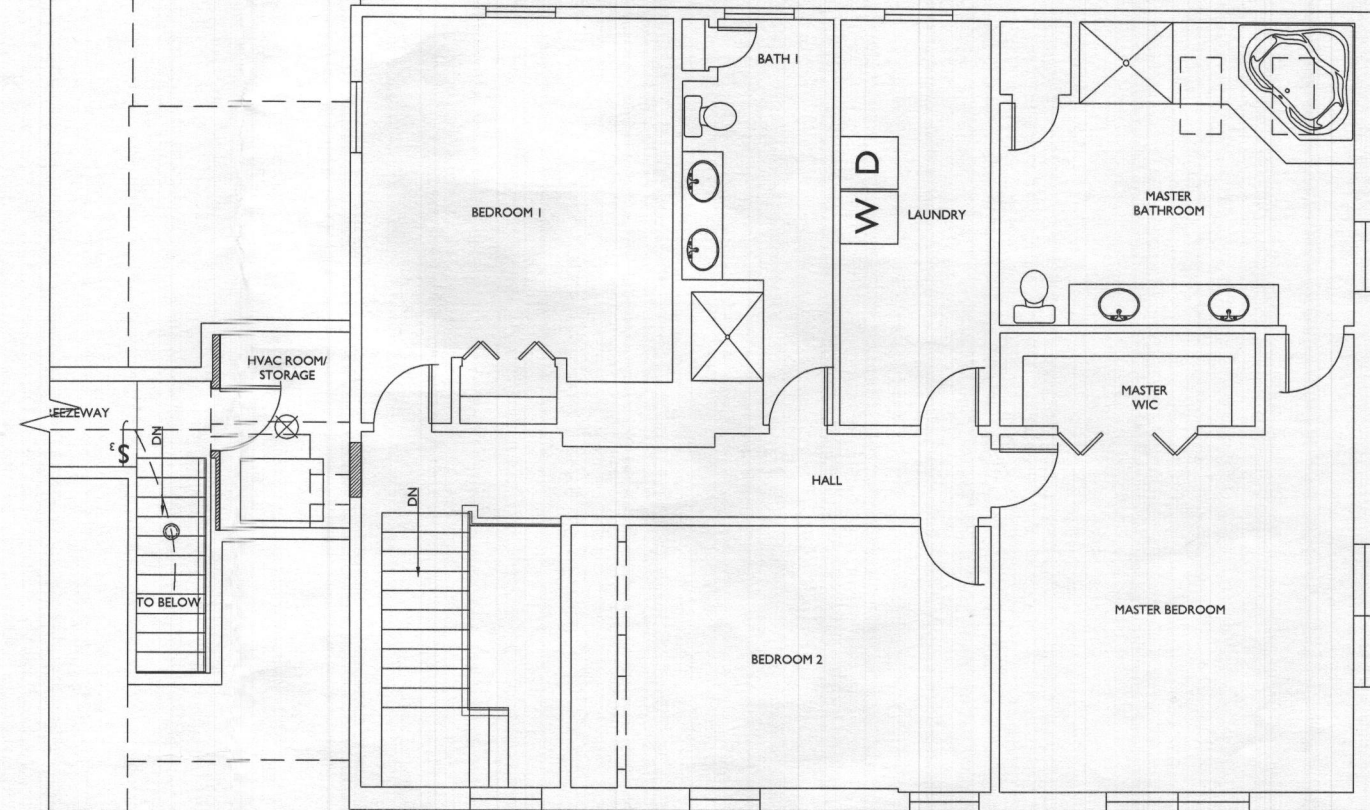 BATH 1
D
W
BEDROOM 1
LAUNDRY
MASTER
BATHROOM
HVAC ROOM/
STORAGE
MASTER
WIC
EEZEWAY
DN
$3
HALL
DN
TO BELOW
MASTER BEDROOM
BEDROOM 2